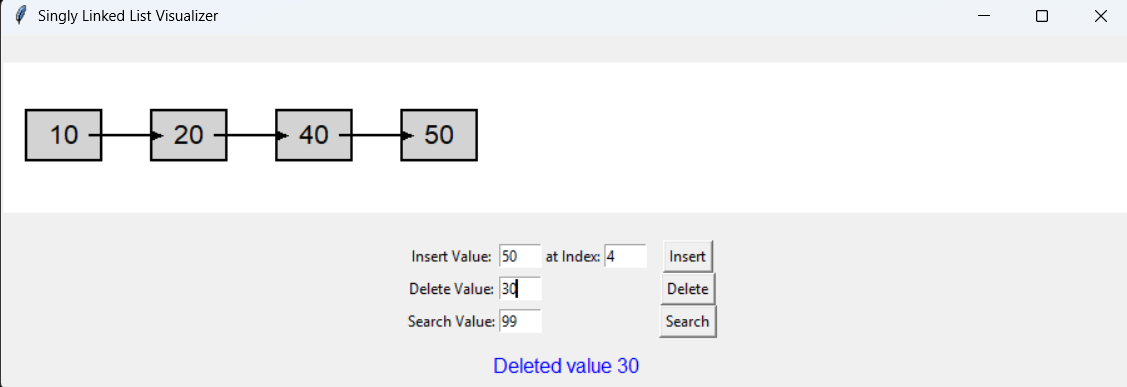 Singly Linked List Visualizer
10 20 40 50
Insert Value: 50 at Index: 4 Insert
Delete Value: 30 Delete
Search Value: 99 Search
Deleted value 30